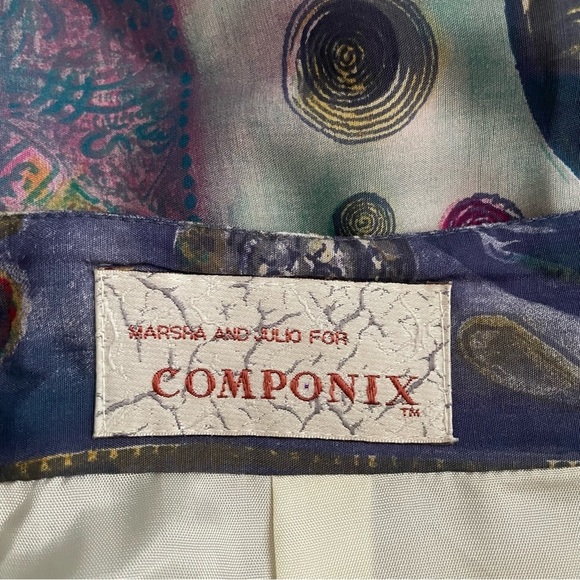 MARSHA AND JULIO FOR
COMPONIX
TM